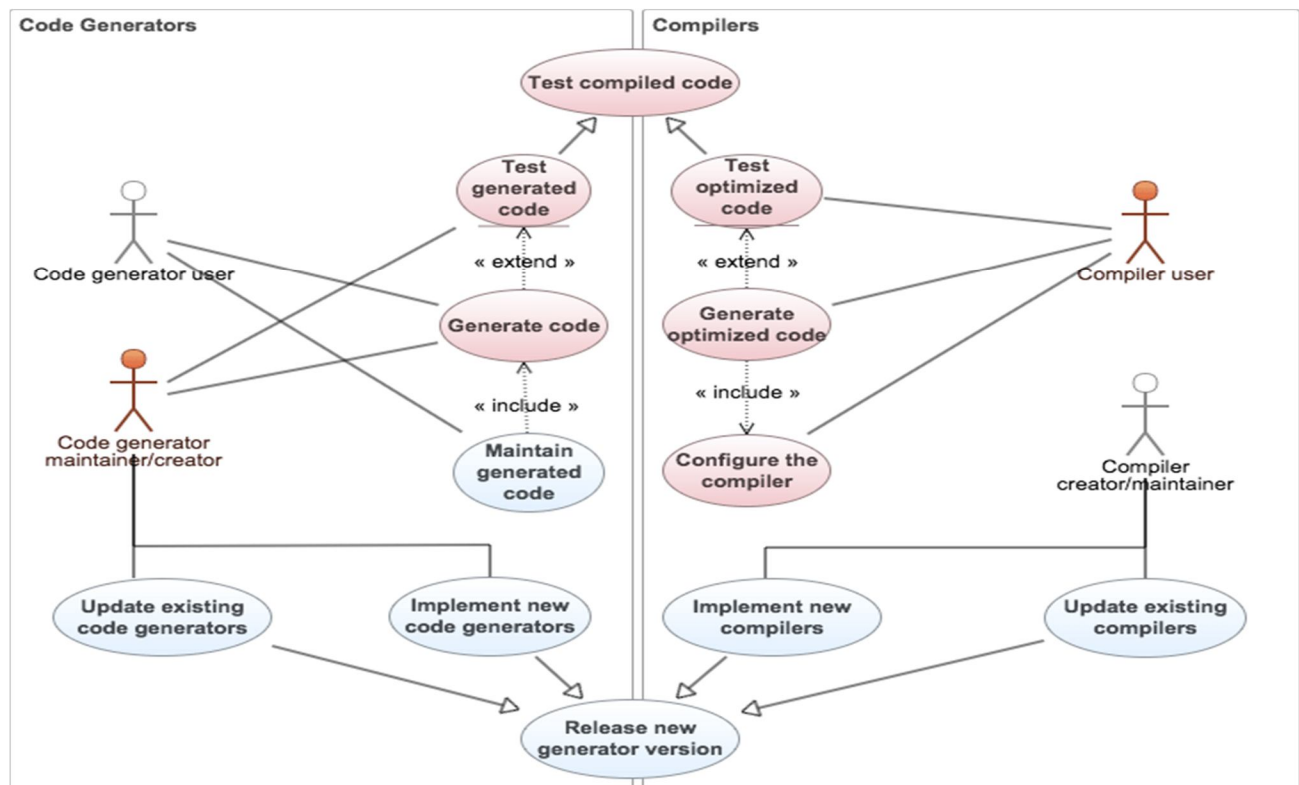 Code Generators
Compilers
Test compiled code
Test
generated
code
Test
optimized
code
« extend »
« extend »
Code generator user
Compiler user
Generate code
Generate
optimized code
« include »
« include »
Code generator
maintainer/creator
Maintain
generated
code
Configure the
compiler
Compiler
creator/maintainer
Update existing
code generators
Implement new
code generators
Implement new
compilers
Update existing
compilers
Release new
generator version